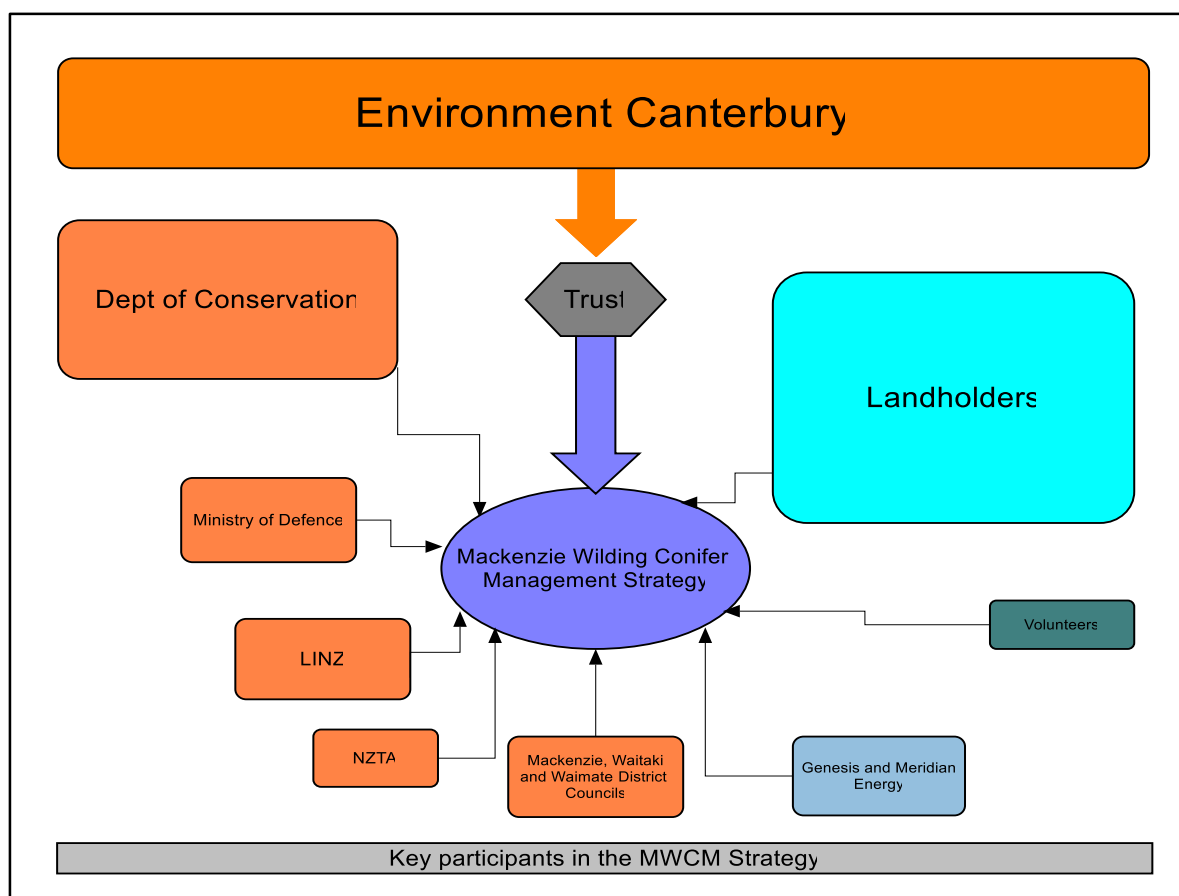 Environment Canterbury
Dept of Conservation
Trust
Landholders
Ministry of Defence
Mackenzie Wilding Conifer
Management Strategy
Volunteers
LINZ
NZTA
Mackenzie, Waitaki
and Waimate District
Councils
Genesis and Meridian
Energy
Key participants in the MWCM Strategy